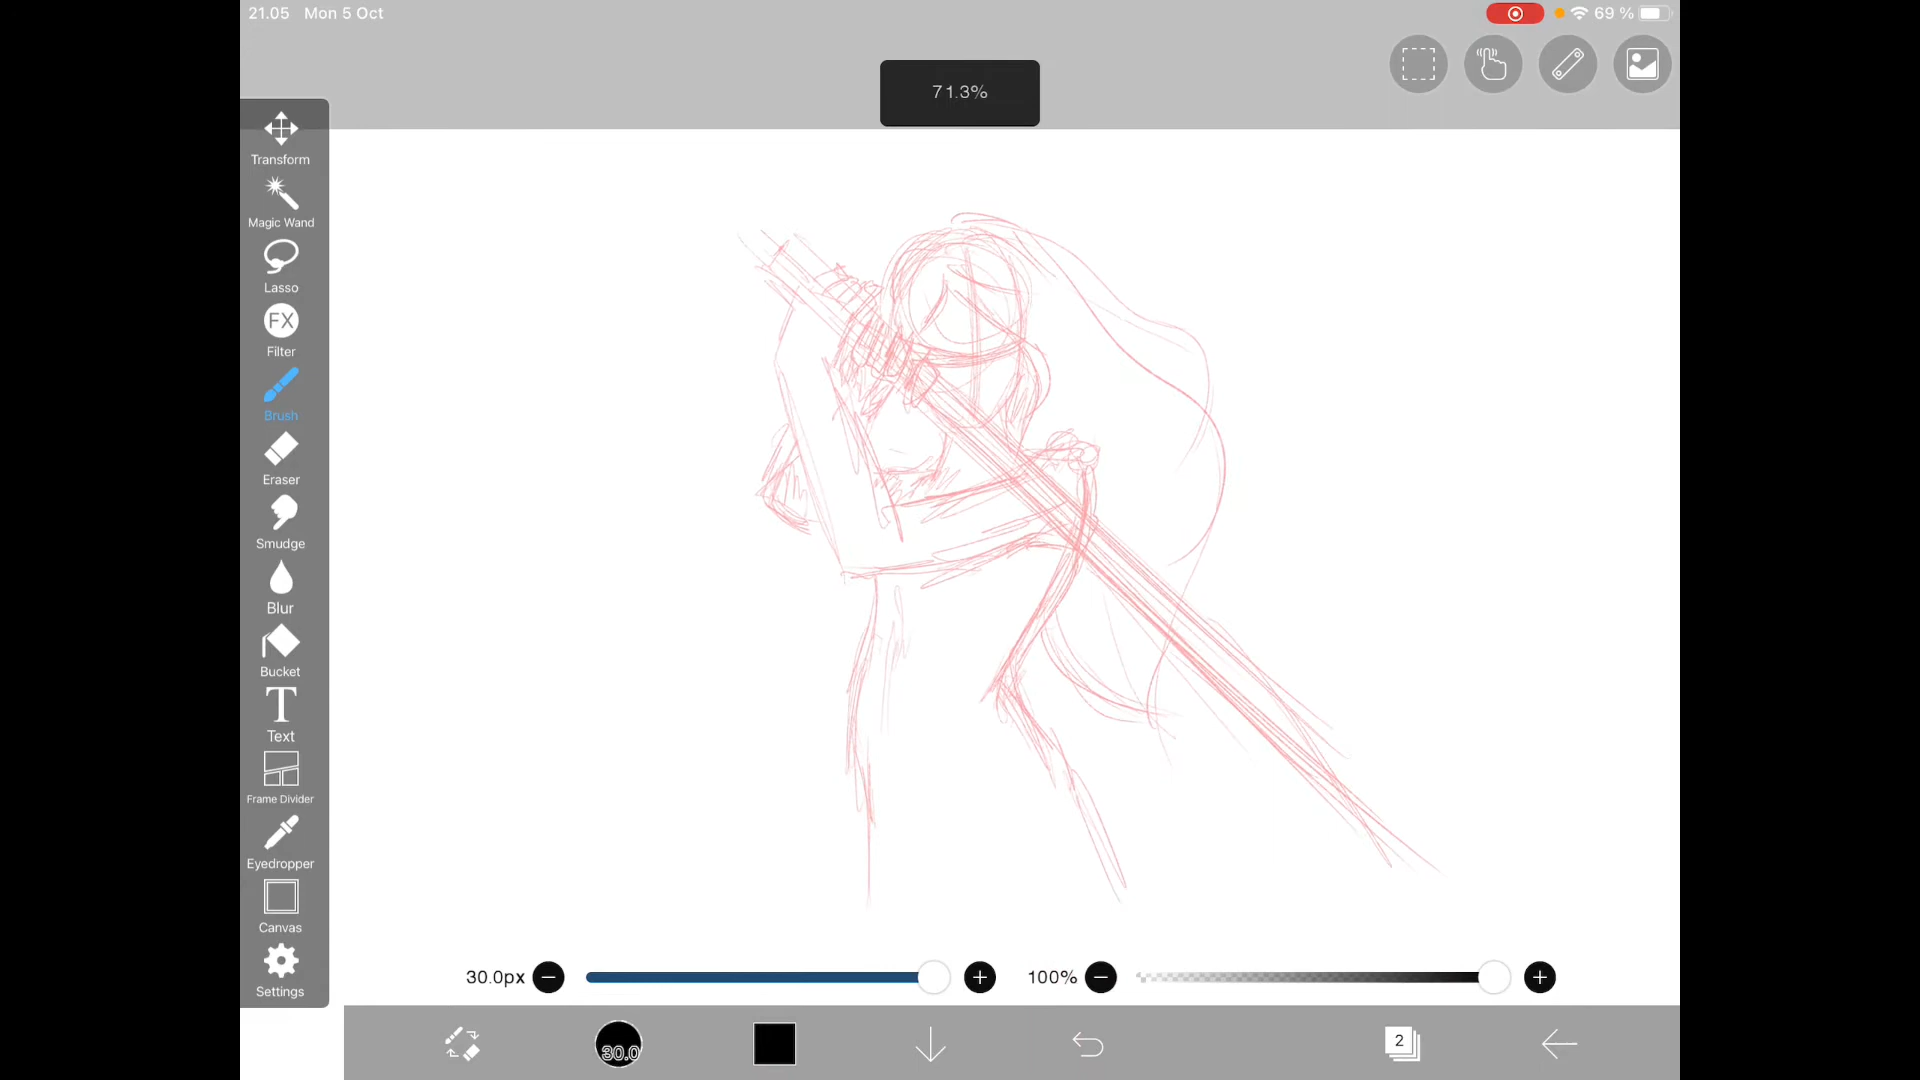 21.05 Mon 5 Oct
69 %
71.3%
Transform
Magic Wand
Lasso
FX
Filter
Brush
Eraser
Smudge
Blur
Bucket
T
Text
Frame Divider
Eyedropper
Canvas
Settings
30.0px
100%
30.0
2